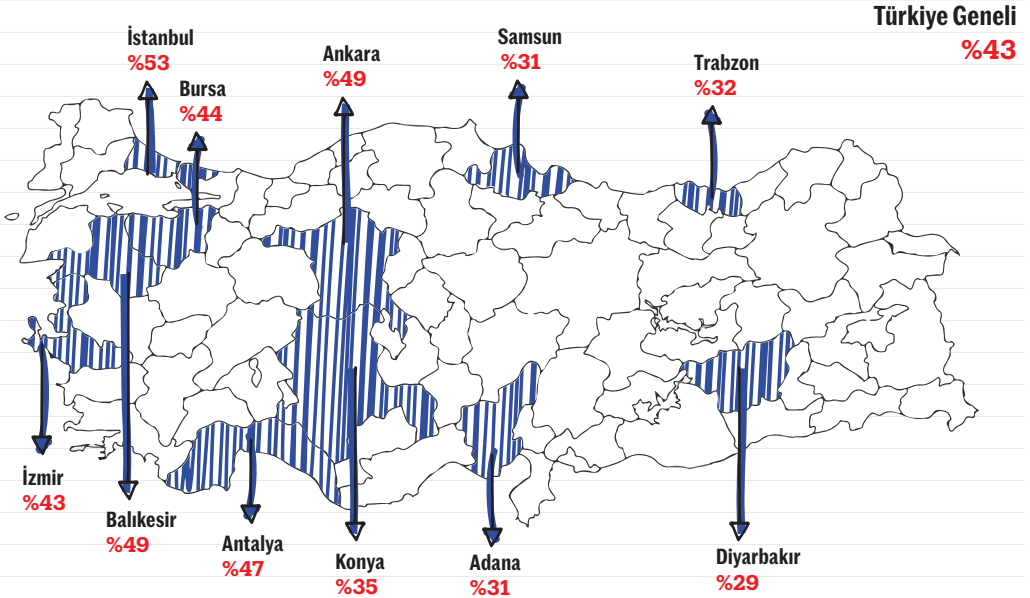 Türkiye Geneli
%43
İstanbul
%53
Bursa
%44
Ankara
%49
Samsun
%31
Trabzon
%32
İzmir
%43
Balıkesir
%49
Antalya
%47
Konya
%35
Adana
%31
Diyarbakır
%29